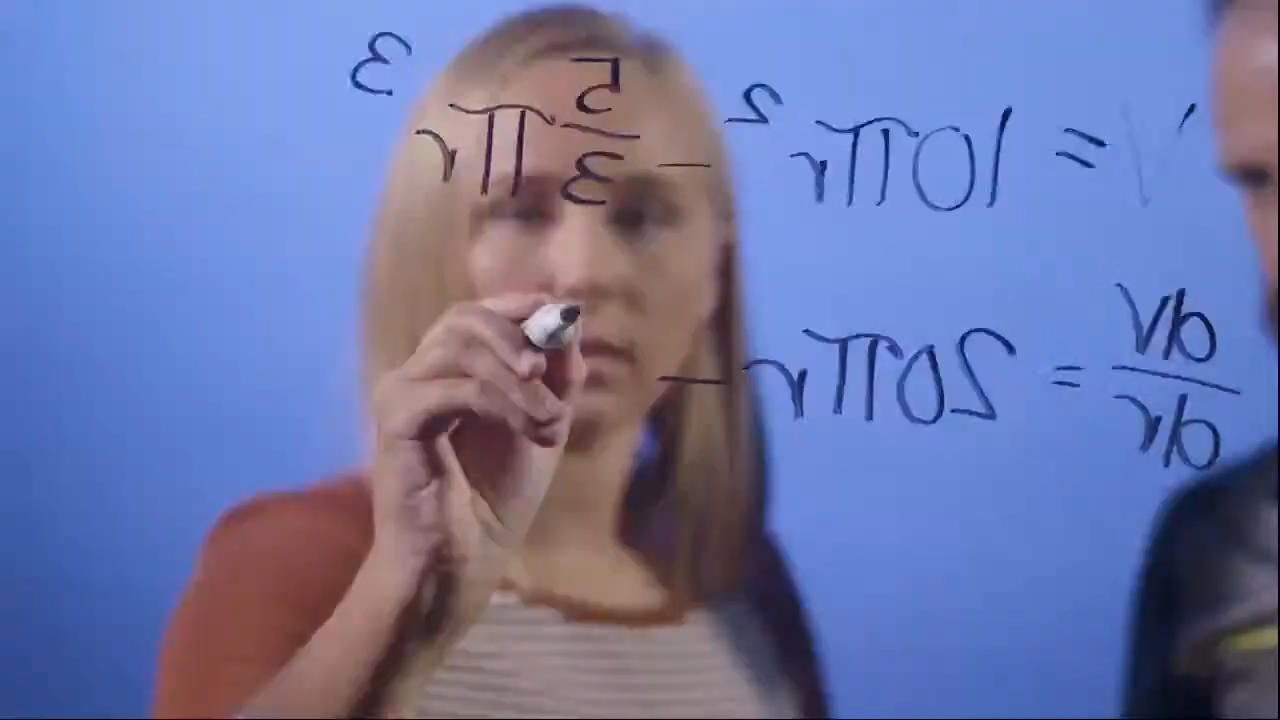 V = 10πr² - 5/3 πr³
dV/dr = 20πr -